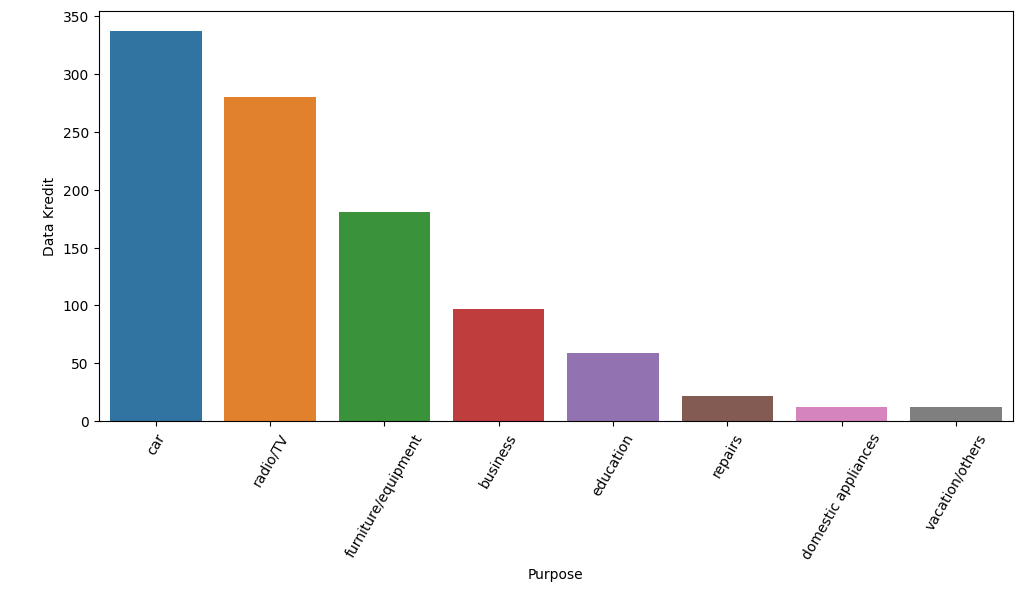 350
300
250
200
150
100
50
0
Data Kredit
car
radio/TV
furniture/equipment
business
education
repairs
domestic appliances
vacation/others
Purpose